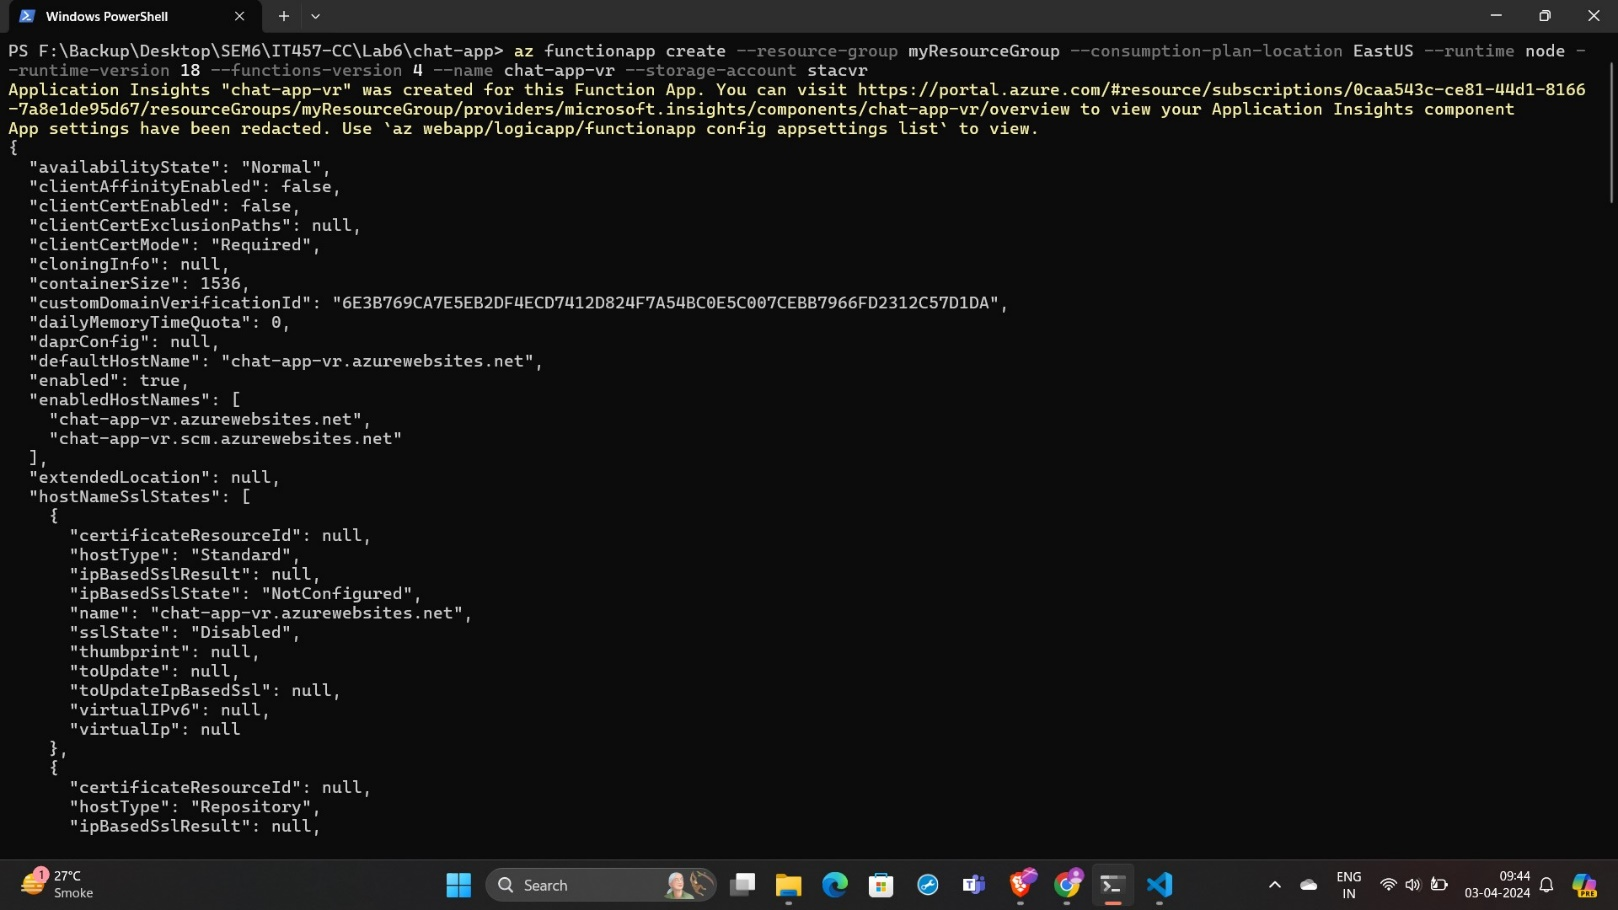 Windows PowerShell
PS F:\Backup\Desktop\SEM6\IT457-CC\Lab6\chat-app> az functionapp create --resource-group myResourceGroup --consumption-plan-location EastUS --runtime node -
-runtime-version 18 --functions-version 4 --name chat-app-vr --storage-account stacvr
Application Insights "chat-app-vr" was created for this Function App. You can visit https://portal.azure.com/#resource/subscriptions/0caa543c-ce81-44d1-8166
-7a8e1de95d67/resourceGroups/myResourceGroup/providers/microsoft.insights/components/chat-app-vr/overview to view your Application Insights component
App settings have been redacted. Use `az webapp/logicapp/functionapp config appsettings list` to view.
{
"availabilityState": "Normal",
"clientAffinityEnabled": false,
"clientCertEnabled": false,
"clientCertExclusionPaths": null,
"clientCertMode": "Required",
"cloningInfo": null,
"containerSize": 1536,
"customDomainVerificationId": "6E3B769CA7E5EB2DF4ECD7412D824F7A54BC0E5C007CEBB7966FD2312C57D1DA",
"dailyMemoryTimeQuota": 0,
"daprConfig": null,
"defaultHostName": "chat-app-vr.azurewebsites.net",
"enabled": true,
"enabledHostNames": [
"chat-app-vr.azurewebsites.net",
"chat-app-vr.scm.azurewebsites.net"
],
"extendedLocation": null,
"hostNameSslStates": [
{
"certificateResourceId": null,
"hostType": "Standard",
"ipBasedSslResult": null,
"ipBasedSslState": "NotConfigured",
"name": "chat-app-vr.azurewebsites.net",
"sslState": "Disabled",
"thumbprint": null,
"toUpdate": null,
"toUpdateIpBasedSsl": null,
"virtualIPv6": null,
"virtualIp": null
},
{
"certificateResourceId": null,
"hostType": "Repository",
"ipBasedSslResult": null,
1
27°C
Smoke
Search
ENG
IN
09:44
03-04-2024
PRE